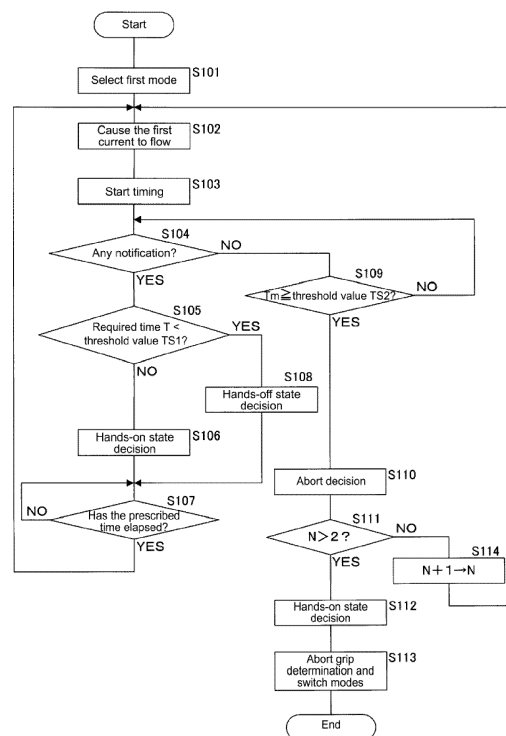 Start
Select first mode
S101
Cause the first
current to flow
S102
Start timing
S103
S104
Any notification?
NO
YES
S109
Tm≧threshold value TS2?
NO
YES
S105
Required time T <
threshold value TS1?
YES
NO
S108
Hands-off state
decision
Hands-on state
decision
S106
S107
Has the prescribed
time elapsed?
NO
YES
Abort decision
S110
S111
N>2?
NO
YES
S114
N+1→N
Hands-on state
decision
S112
Abort grip
determination and
switch modes
S113
End